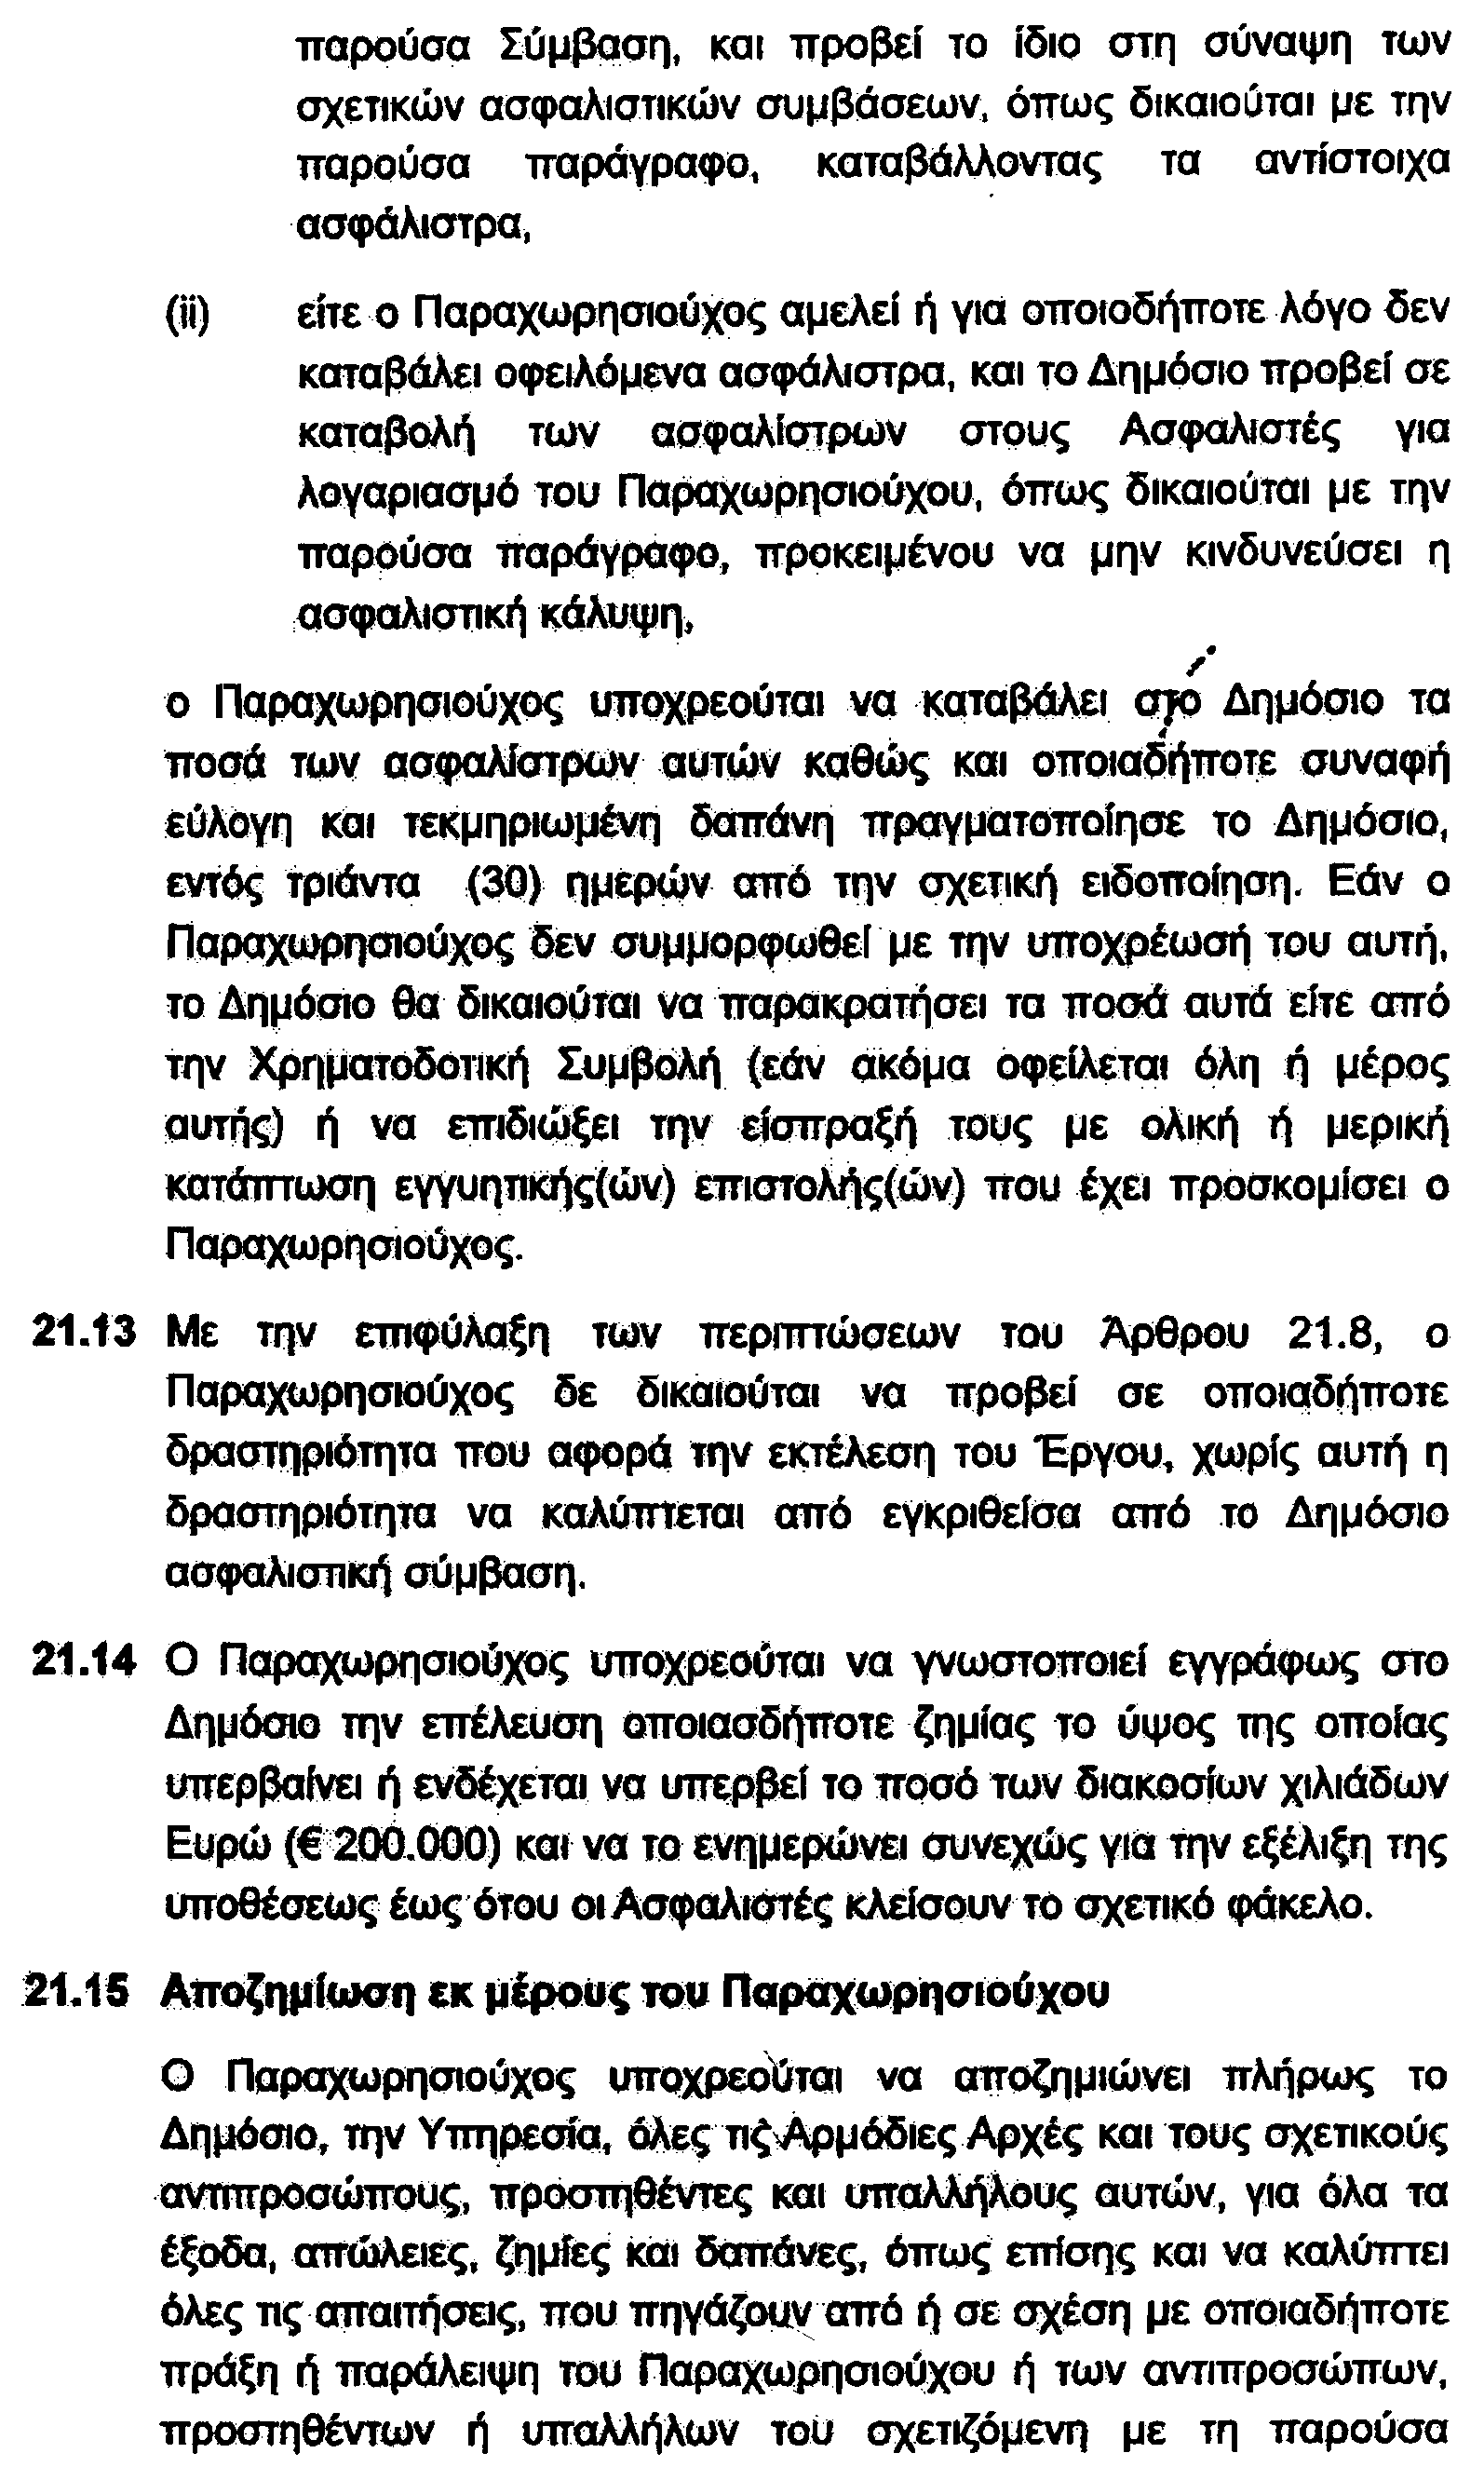 παρούσα Σύμβαση, και προβεί το ίδιο στη σύναψη των
σχετικών ασφαλιστικών συμβάσεων, όπως δικαιούται με την
παρούσα παράγραφο, καταβάλλοντας τα αντίστοιχα
ασφάλιστρα,
(ii) είτε ο Παραχωρησιούχος αμελεί ή για οποιοδήποτε λόγο δεν
καταβάλει οφειλόμενα ασφάλιστρα, και το Δημόσιο προβεί σε
καταβολή των ασφαλίστρων στους Ασφαλιστές για
λογαριασμό του Παραχωρησιούχου, όπως δικαιούται με την
παρούσα παράγραφο, προκειμένου να μην κινδυνεύσει η
ασφαλιστική κάλυψη,
ο Παραχωρησιούχος υποχρεούται να καταβάλει στο Δημόσιο τα
ποσά των ασφαλίστρων αυτών καθώς και οποιαδήποτε συναφή
εύλογη και τεκμηριωμένη δαπάνη πραγματοποίησε το Δημόσιο,
εντός τριάντα (30) ημερών από την σχετική ειδοποίηση. Εάν ο
Παραχωρησιούχος δεν συμμορφωθεί με την υποχρέωσή του αυτή,
το Δημόσιο θα δικαιούται να παρακρατήσει τα ποσά αυτά είτε από
την Χρηματοδοτική Συμβολή (εάν ακόμα οφείλεται όλη ή μέρος
αυτής) ή να επιδιώξει την είσπραξή τους με ολική ή μερική
κατάπτωση εγγυητικής(ών) επιστολής(ών) που έχει προσκομίσει ο
Παραχωρησιούχος.
21.13 Με την επιφύλαξη των περιπτώσεων του Άρθρου 21.8, ο
Παραχωρησιούχος δε δικαιούται να προβεί σε οποιαδήποτε
δραστηριότητα που αφορά την εκτέλεση του Έργου, χωρίς αυτή η
δραστηριότητα να καλύπτεται από εγκριθείσα από το Δημόσιο
ασφαλιστική σύμβαση.
21.14 Ο Παραχωρησιούχος υποχρεούται να γνωστοποιεί εγγράφως στο
Δημόσιο την επέλευση οποιασδήποτε ζημίας το ύψος της οποίας
υπερβαίνει ή ενδέχεται να υπερβεί το ποσό των διακοσίων χιλιάδων
Ευρώ (€ 200.000) και να το ενημερώνει συνεχώς για την εξέλιξη της
υποθέσεως έως ότου οι Ασφαλιστές κλείσουν το σχετικό φάκελο.
21.15 Αποζημίωση εκ μέρους του Παραχωρησιούχου
Ο Παραχωρησιούχος υποχρεούται να αποζημιώνει πλήρως το
Δημόσιο, την Υπηρεσία, όλες τις Αρμόδιες Αρχές και τους σχετικούς
αντιπροσώπους, προστηθέντες και υπαλλήλους αυτών, για όλα τα
έξοδα, απώλειες, ζημίες και δαπάνες, όπως επίσης και να καλύπτει
όλες τις απαιτήσεις, που πηγάζουν από ή σε σχέση με οποιαδήποτε
πράξη ή παράλειψη του Παραχωρησιούχου ή των αντιπροσώπων,
προστηθέντων ή υπαλλήλων του σχετιζόμενη με τη παρούσα